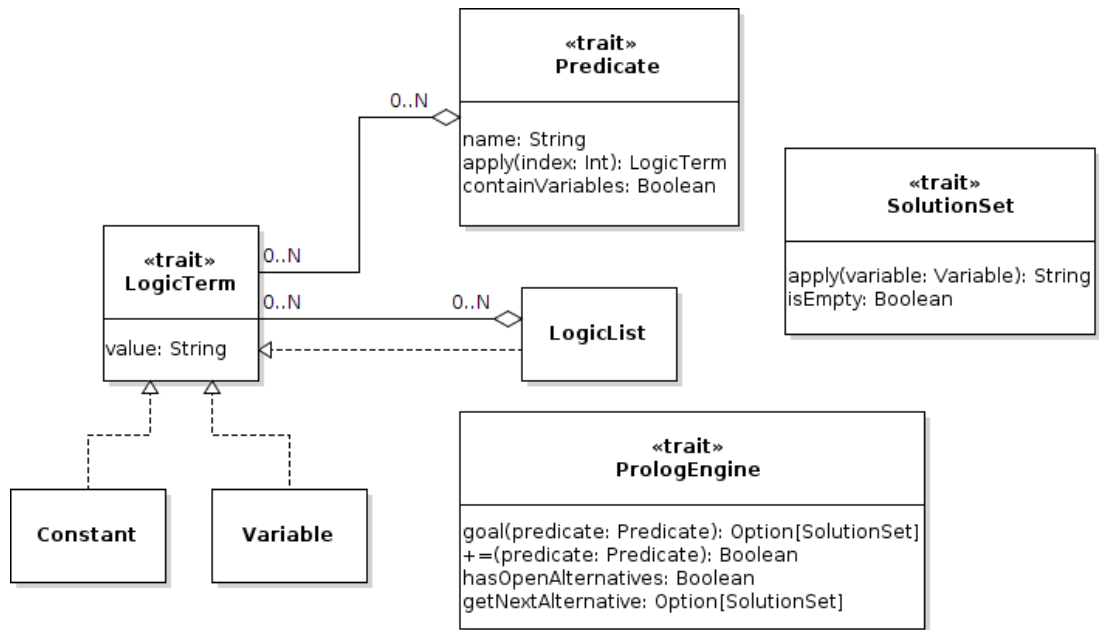 «trait»
Predicate
0..N
name: String
apply(index: Int): LogicTerm
containVariables: Boolean
«trait»
SolutionSet
apply(variable: Variable): String
isEmpty: Boolean
«trait»
LogicTerm
0..N
0..N
0..N
value: String
LogicList
Constant
Variable
«trait»
PrologEngine
goal(predicate: Predicate): Option[SolutionSet]
+=(predicate: Predicate): Boolean
hasOpenAlternatives: Boolean
getNextAlternative: Option[SolutionSet]